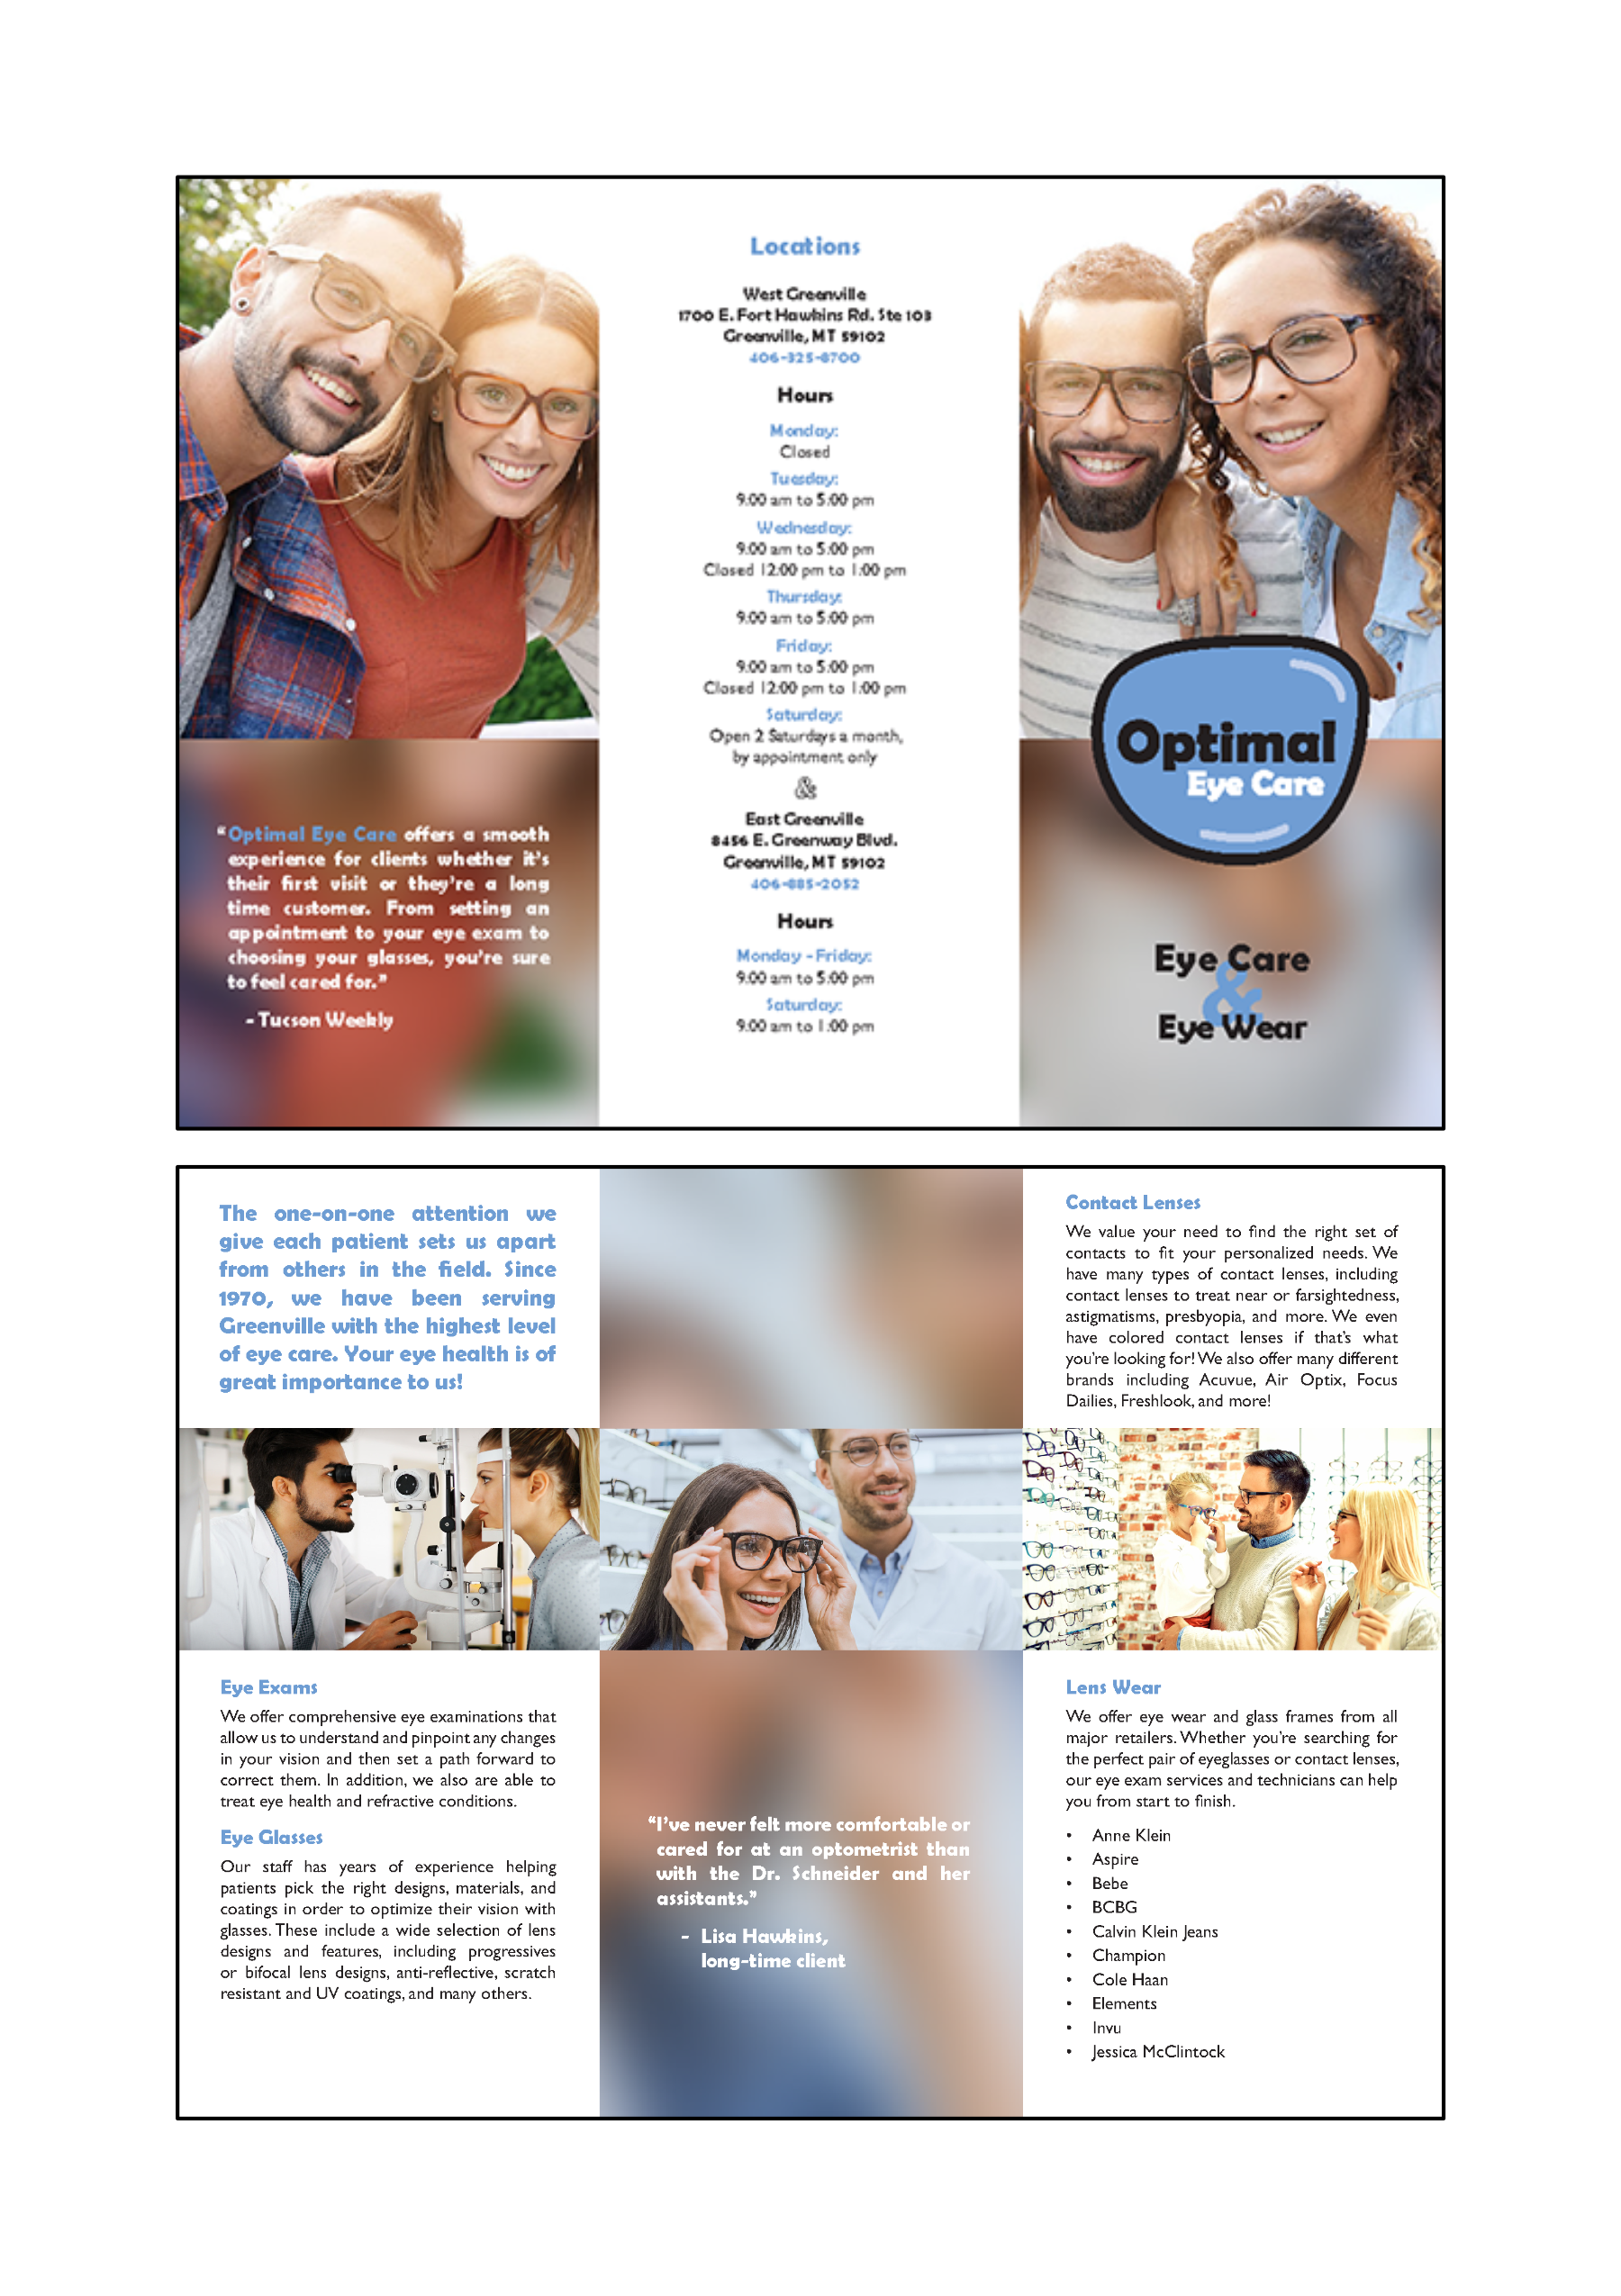 Locations
West Greenville
1700 E. Fort Hawkins Rd. Ste 103
Greenville, MT 59102
406-325-8700
Hours
Monday:
Closed
Tuesday:
9:00 am to 5:00 pm
Wednesday:
9:00 am to 5:00 pm
Closed 12:00 pm to 1:00 pm
Thursday:
9:00 am to 5:00 pm
Friday:
9:00 am to 5:00 pm
Closed 12:00 pm to 1:00 pm
Saturday:
Open 2 Saturdays a month,
by appointment only
&
East Greenville
8456 E. Greenway Blvd.
Greenville, MT 59102
406-885-2052
Hours
Monday - Friday:
9:00 am to 5:00 pm
Saturday:
9:00 am to 1:00 pm
“Optimal Eye Care offers a smooth
experience for clients whether it’s
their first visit or they’re a long
time customer. From setting an
appointment to your eye exam to
choosing your glasses, you’re sure
to feel cared for.”
- Tucson Weekly
Optimal
Eye Care
Eye Care
&
Eye Wear
The one-on-one attention we
give each patient sets us apart
from others in the field. Since
1970, we have been serving
Greenville with the highest level
of eye care. Your eye health is of
great importance to us!
Eye Exams
We offer comprehensive eye examinations that
allow us to understand and pinpoint any changes
in your vision and then set a path forward to
correct them. In addition, we also are able to
treat eye health and refractive conditions.
Eye Glasses
Our staff has years of experience helping
patients pick the right designs, materials, and
coatings in order to optimize their vision with
glasses. These include a wide selection of lens
designs and features, including progressives
or bifocal lens designs, anti-reflective, scratch
resistant and UV coatings, and many others.
“I’ve never felt more comfortable or
cared for at an optometrist than
with the Dr. Schneider and her
assistants.”
- Lisa Hawkins,
long-time client
Contact Lenses
We value your need to find the right set of
contacts to fit your personalized needs. We
have many types of contact lenses, including
contact lenses to treat near or farsightedness,
astigmatisms, presbyopia, and more. We even
have colored contact lenses if that’s what
you’re looking for! We also offer many different
brands including Acuvue, Air Optix, Focus
Dailies, Freshlook, and more!
Lens Wear
We offer eye wear and glass frames from all
major retailers. Whether you’re searching for
the perfect pair of eyeglasses or contact lenses,
our eye exam services and technicians can help
you from start to finish.
• Anne Klein
• Aspire
• Bebe
• BCBG
• Calvin Klein Jeans
• Champion
• Cole Haan
• Elements
• Invu
• Jessica McClintock